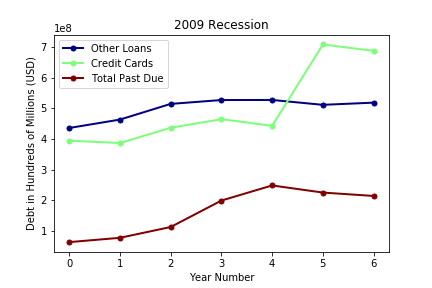 2009 Recession
1e8
Other Loans
Credit Cards
Total Past Due
Debt in Hundreds of Millions (USD)
7
6
5
4
3
2
1
0 1 2 3 4 5 6
Year Number